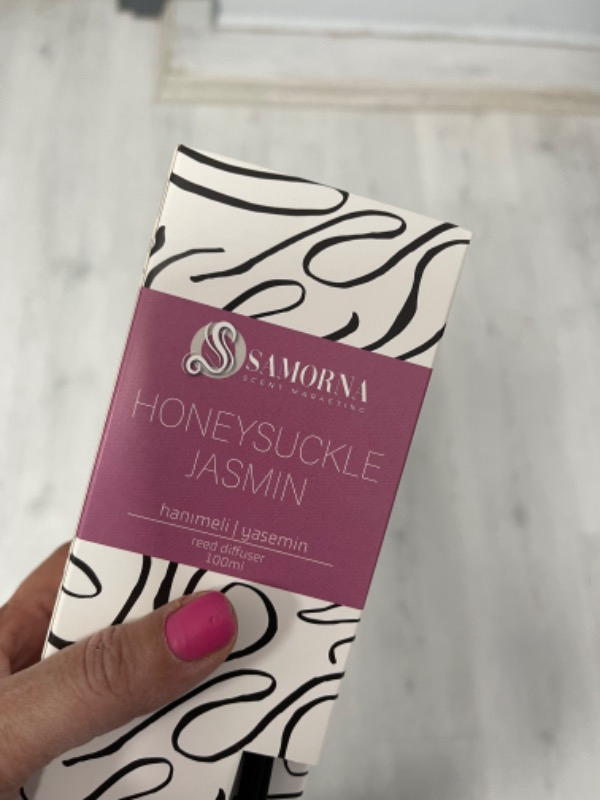 SAMORNA
SCENT MARKETING
HONEYSUCKLE
JASMIN
hanımeli | yasemin
reed diffuser
100ml